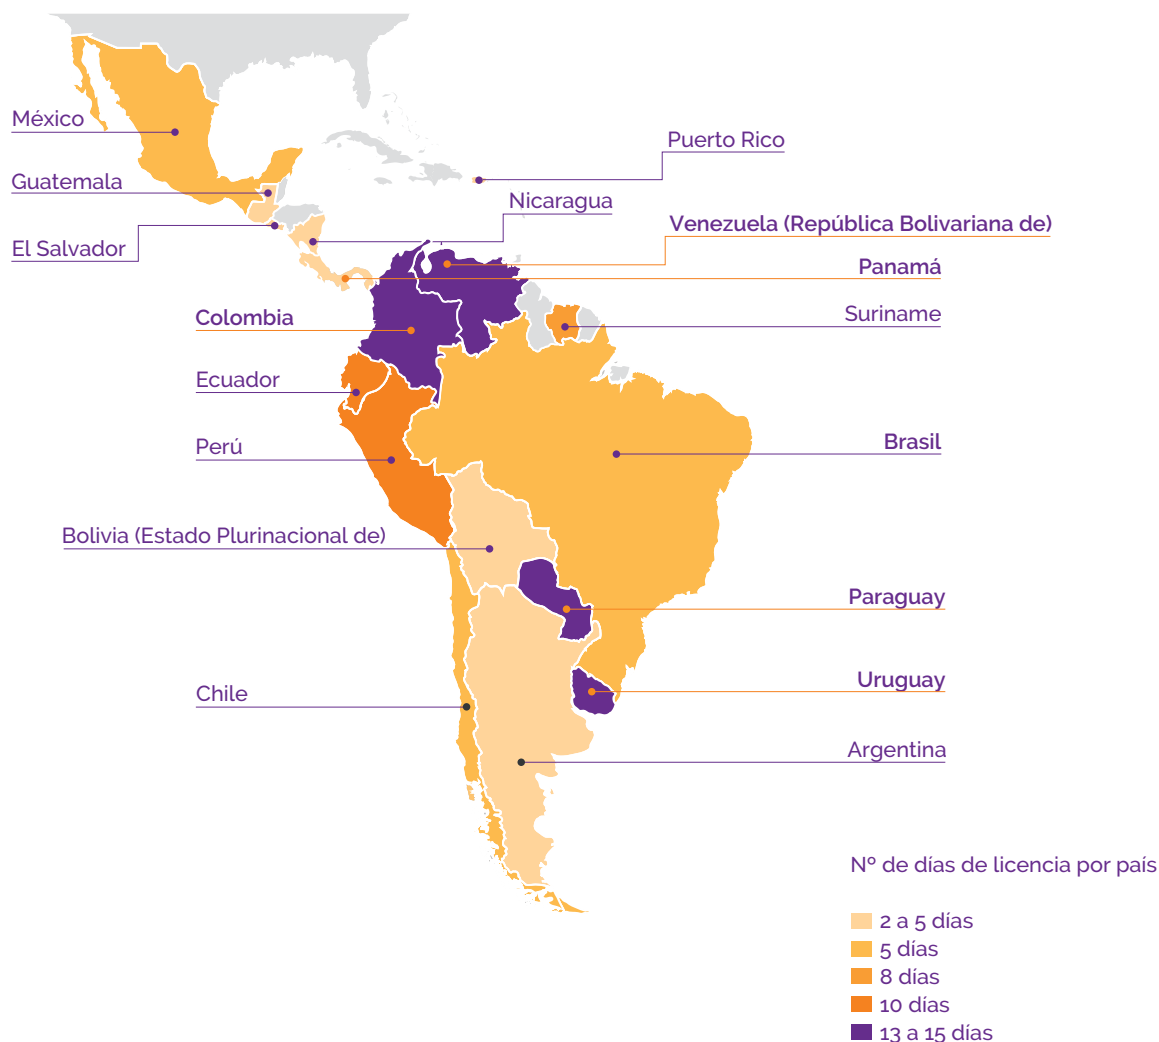 México
Puerto Rico
Guatemala
Nicaragua
Venezuela (República Bolivariana de)
El Salvador
Panamá
Colombia
Suriname
Ecuador
Brasil
Perú
Bolivia (Estado Plurinacional de)
Paraguay
Uruguay
Chile
Argentina
Nº de días de licencia por país
2 a 5 días
5 días
8 días
10 días
13 a 15 días